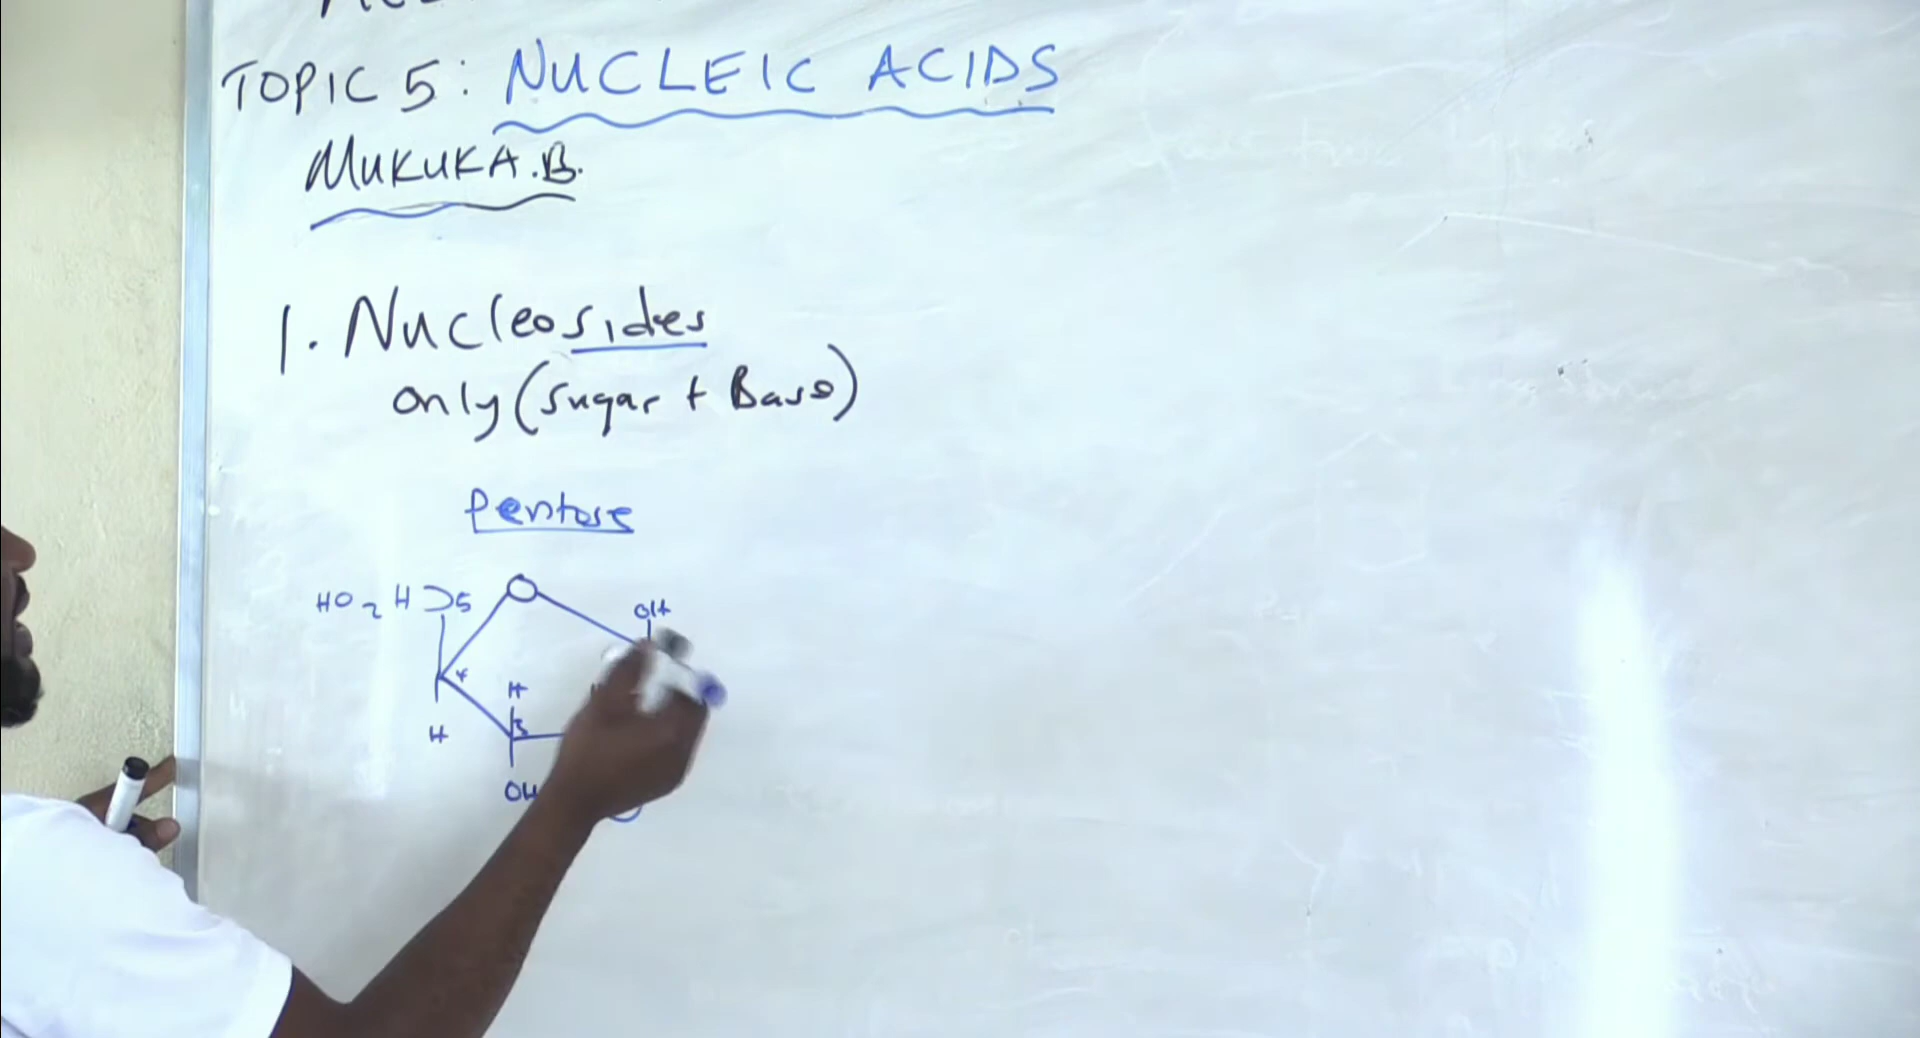 TOPIC 5: NUCLEIC ACIDS
MUKUKA.B.
1. Nucleosides
only (Sugar + Base)
Pentose
HO 2 H C 5
OH
4
H
H
3
OH